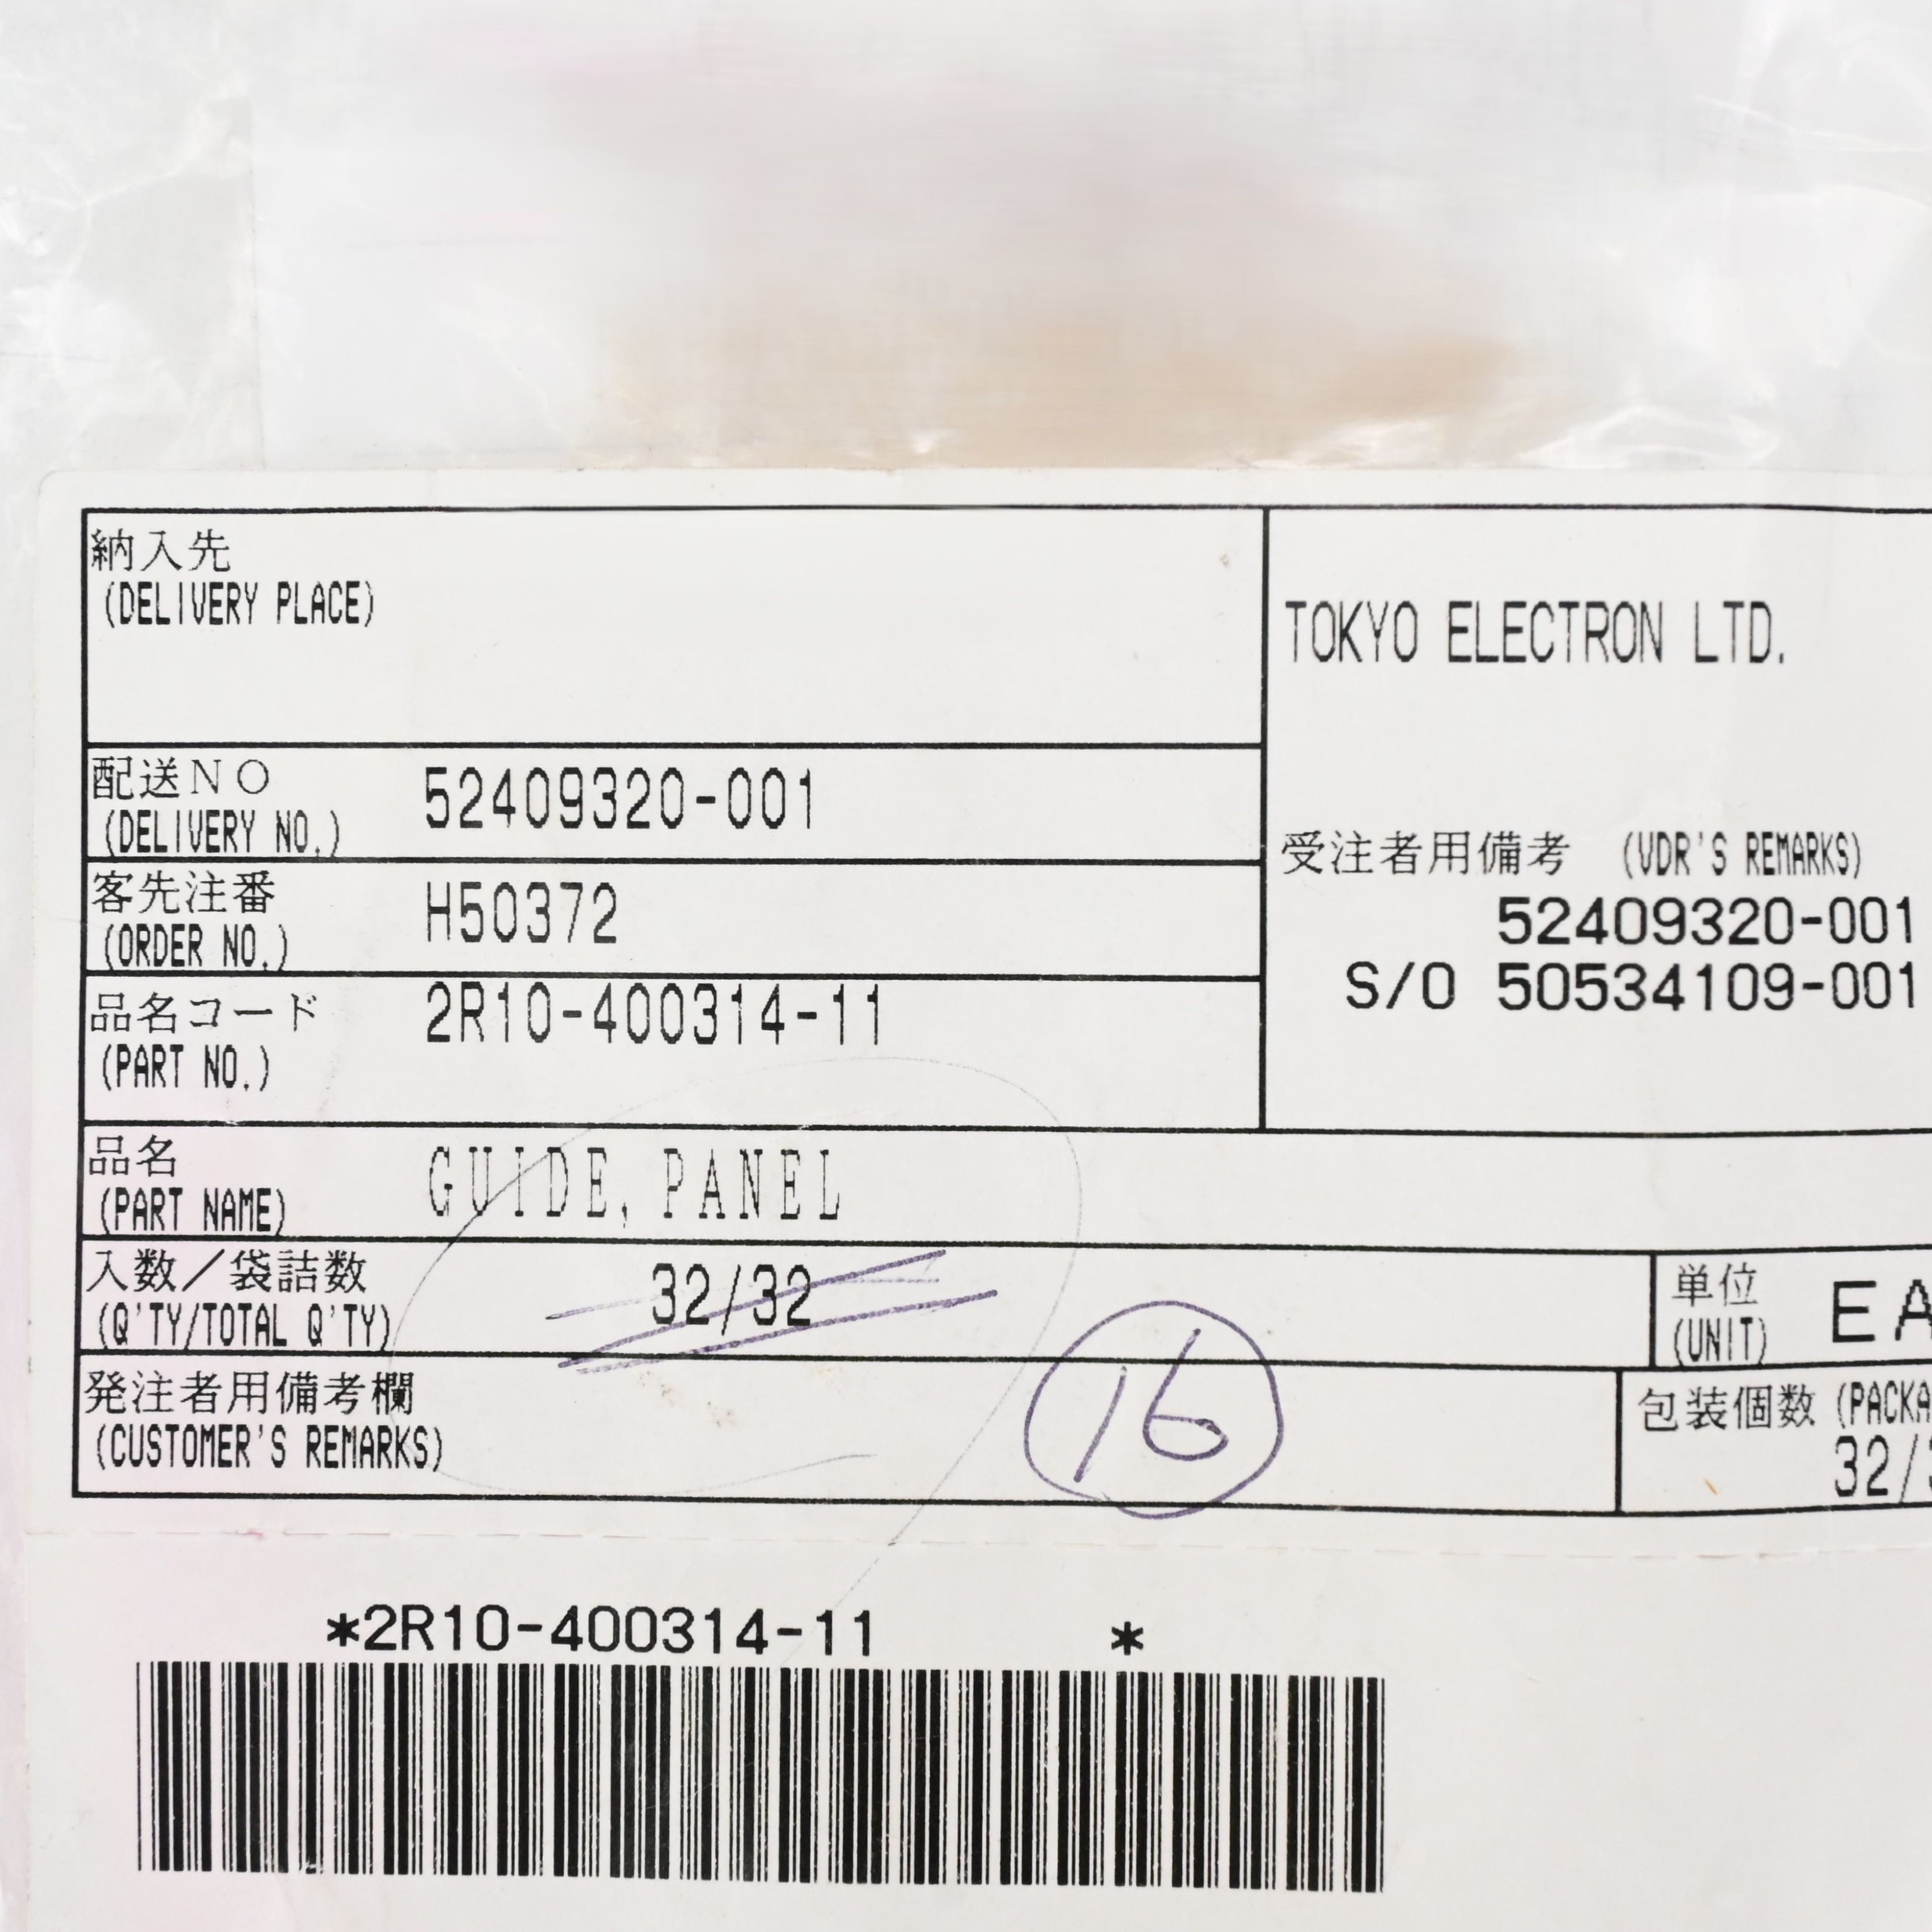 納入先
(DELIVERY PLACE)
TOKYO ELECTRON LTD.
配送NO
(DELIVERY NO.)
52409320-001
客先注番
(ORDER NO.)
H50372
品名コード
(PART NO.)
2R10-400314-11
受注者用備考 (VDR'S REMARKS)
52409320-001
S/O 50534109-001
品名
(PART NAME)
GUIDE, PANEL
入数/袋詰数
(Q'TY/TOTAL Q'TY)
32/32
単位
(UNIT)
EA
発注者用備考欄
(CUSTOMER'S REMARKS)
16
包装個数 (PACKA
32/
*2R10-400314-11 *